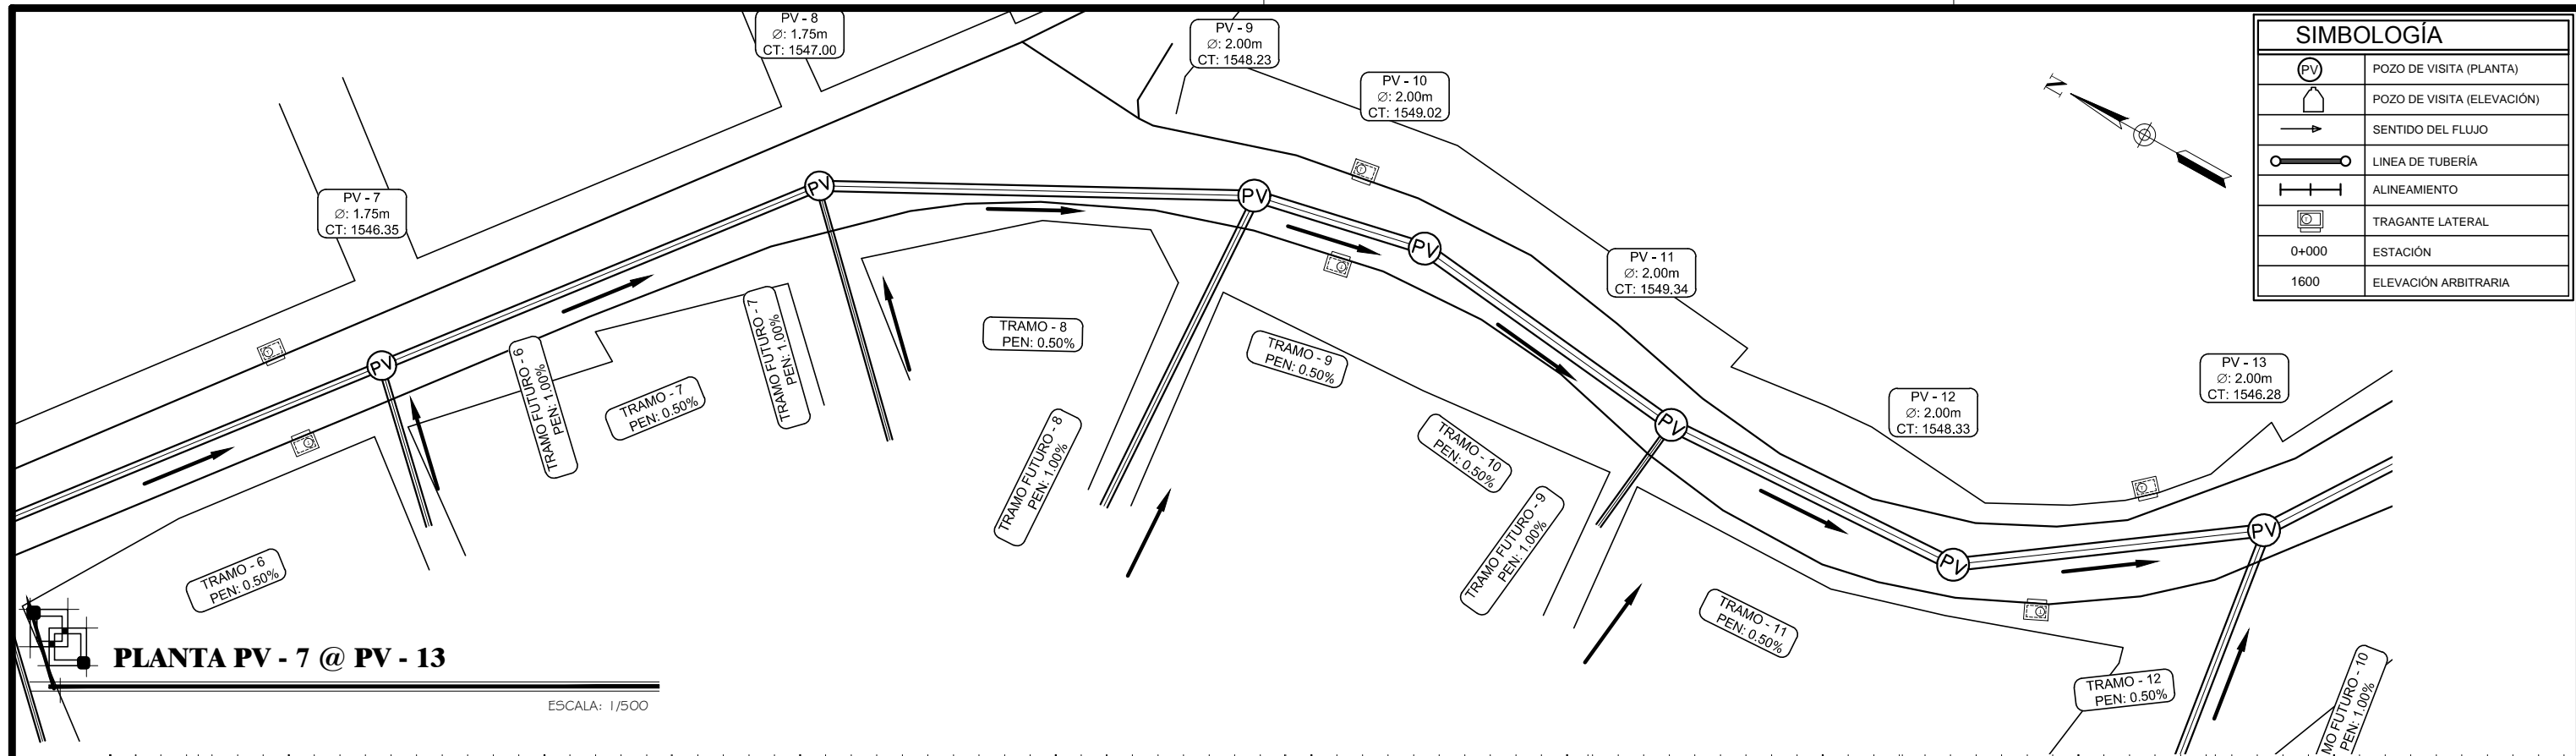 PV - 8
Ø: 1.75m
CT: 1547.00
PV - 9
Ø: 2.00m
CT: 1548.23
PV - 10
Ø: 2.00m
CT: 1549.02
PV - 7
Ø: 1.75m
CT: 1546.35
PV - 11
Ø: 2.00m
CT: 1549.34
PV - 12
Ø: 2.00m
CT: 1548.33
PV - 13
Ø: 2.00m
CT: 1546.28
N
SIMBOLOGÍA
PV
POZO DE VISITA (PLANTA)
POZO DE VISITA (ELEVACIÓN)
SENTIDO DEL FLUJO
LINEA DE TUBERÍA
ALINEAMIENTO
TRAGANTE LATERAL
0+000
ESTACIÓN
1600
ELEVACIÓN ARBITRARIA
PV
PV
PV
PV
PV
PV
PV
TRAMO - 6
PEN: 0.50%
TRAMO FUTURO - 6
PEN: 1.00%
TRAMO - 7
PEN: 0.50%
TRAMO FUTURO - 7
PEN: 1.00%
TRAMO - 8
PEN: 0.50%
TRAMO FUTURO - 8
PEN: 1.00%
TRAMO - 9
PEN: 0.50%
TRAMO - 10
PEN: 0.50%
TRAMO FUTURO - 9
PEN: 1.00%
TRAMO - 11
PEN: 0.50%
TRAMO - 12
PEN: 0.50%
MO FUTURO - 10
PEN: 1.00%
PLANTA PV - 7 @ PV - 13
ESCALA: 1/500